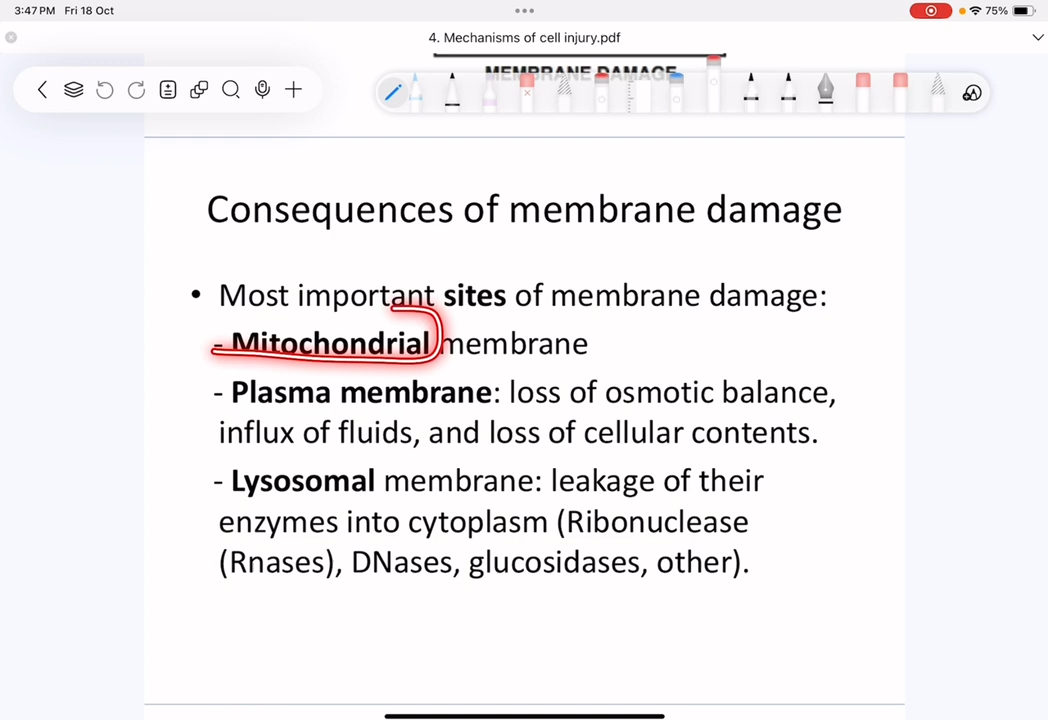 3:47 PM Fri 18 Oct
75%
4. Mechanisms of cell injury.pdf
MEMBRANE DAMAGE
Consequences of membrane damage
• Most important sites of membrane damage:
- Mitochondrial membrane
- Plasma membrane: loss of osmotic balance,
influx of fluids, and loss of cellular contents.
- Lysosomal membrane: leakage of their
enzymes into cytoplasm (Ribonuclease
(Rnases), DNases, glucosidases, other).